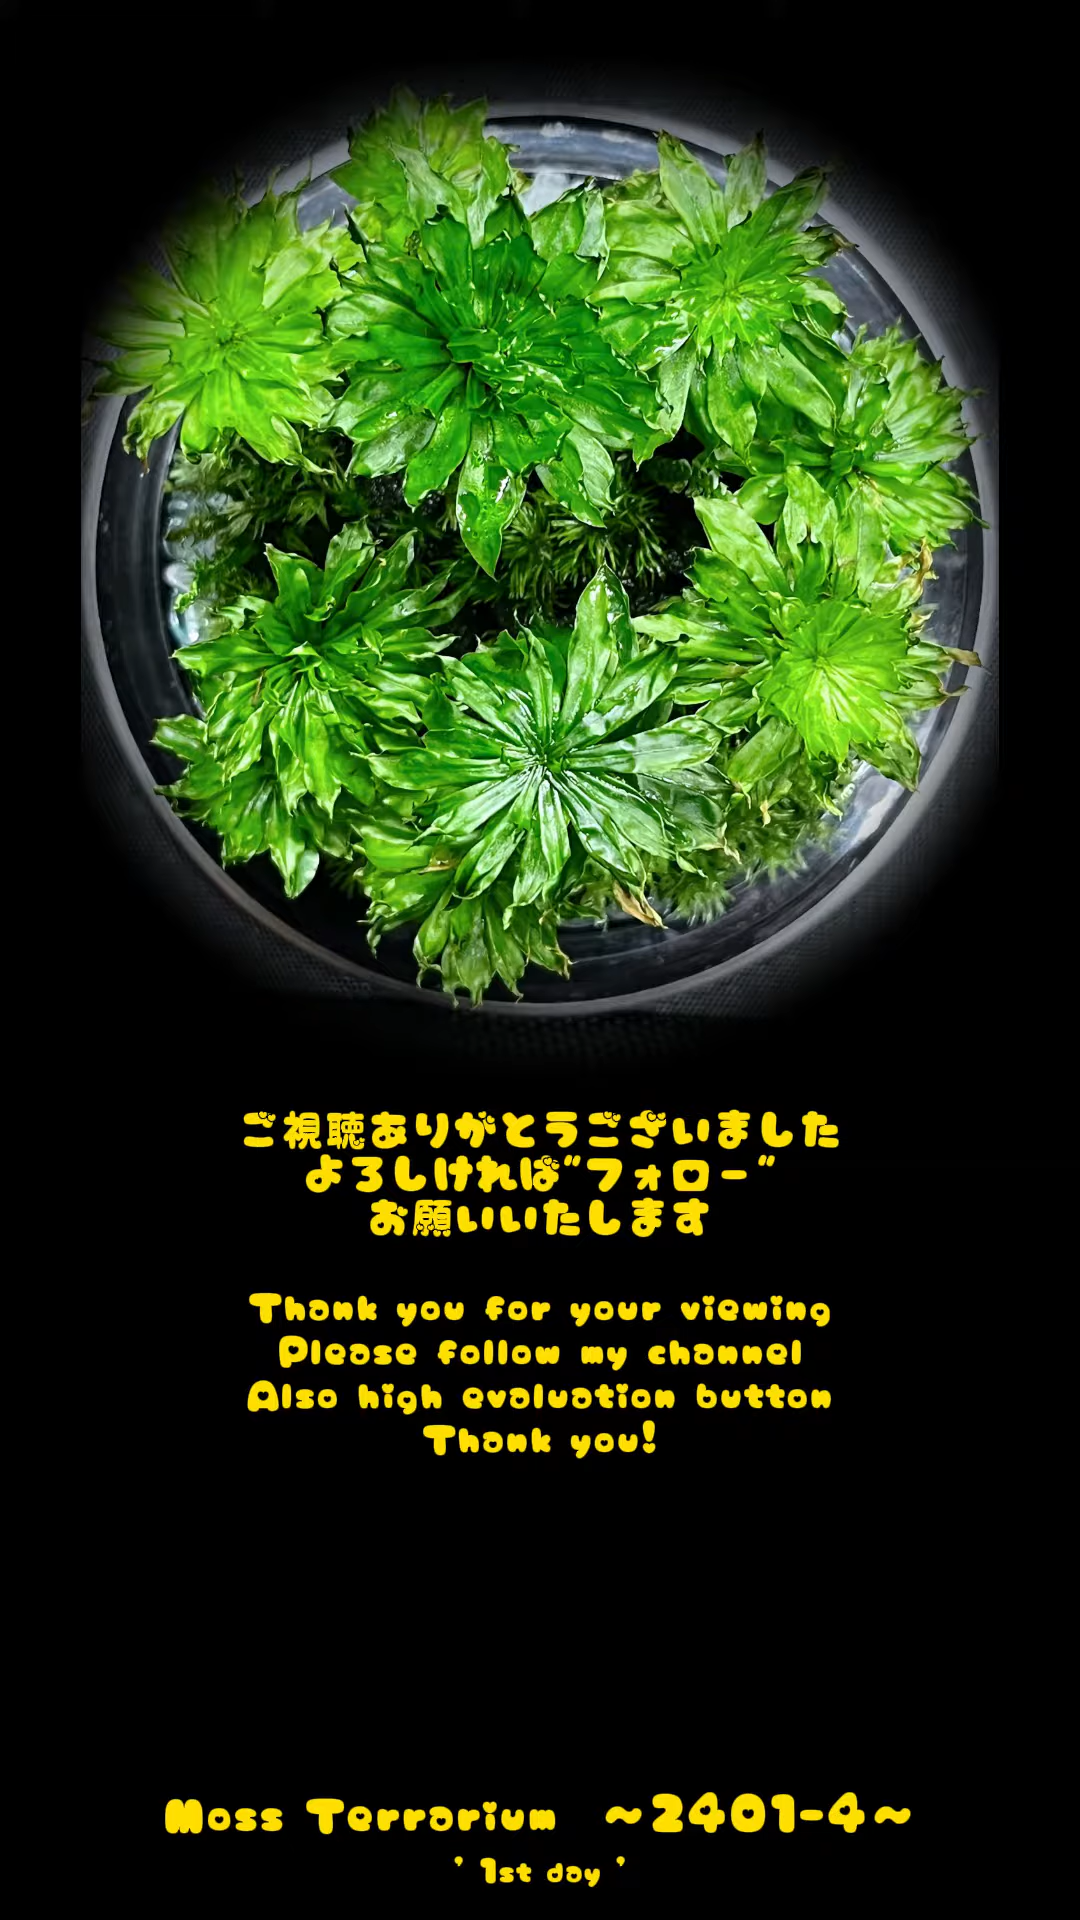 ご視聴ありがとうございました
よろしければ"フォロー"
お願いいたします
Thank you for your viewing
Please follow my channel
Also high evaluation button
Thank you!
Moss Terrarium ~2401-4~
' 1st day '